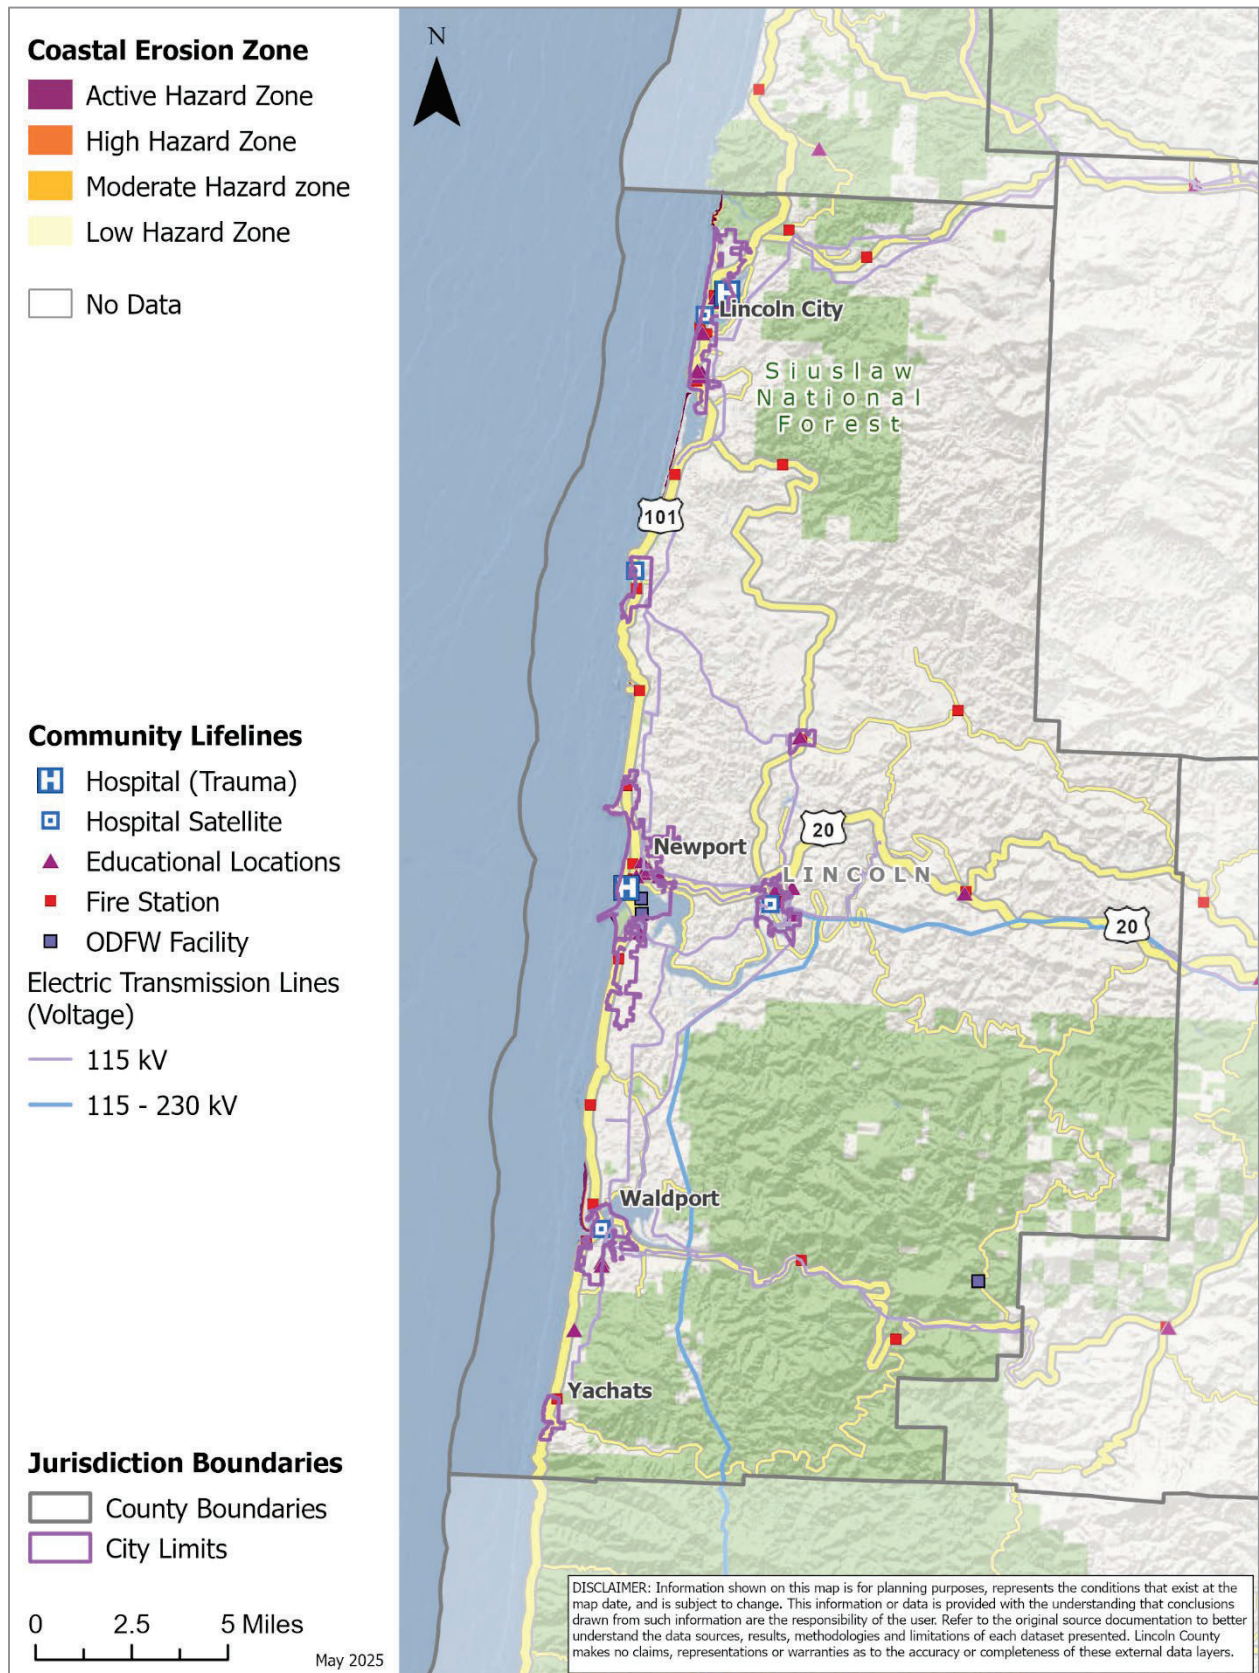 Coastal Erosion Zone
Active Hazard Zone
High Hazard Zone
Moderate Hazard zone
Low Hazard Zone
No Data
Community Lifelines
H Hospital (Trauma)
Hospital Satellite
Educational Locations
Fire Station
ODFW Facility
Electric Transmission Lines
(Voltage)
115 kV
115 - 230 kV
Jurisdiction Boundaries
County Boundaries
City Limits
0 2.5 5 Miles
May 2025
N
H
Lincoln City
Siuslaw
National
Forest
101
20
Newport
LINCOLN
H
20
Waldport
Yachats
DISCLAIMER: Information shown on this map is for planning purposes, represents the conditions that exist at the
map date, and is subject to change. This information or data is provided with the understanding that conclusions
drawn from such information are the responsibility of the user. Refer to the original source documentation to better
understand the data sources, results, methodologies and limitations of each dataset presented. Lincoln County
makes no claims, representations or warranties as to the accuracy or completeness of these external data layers.